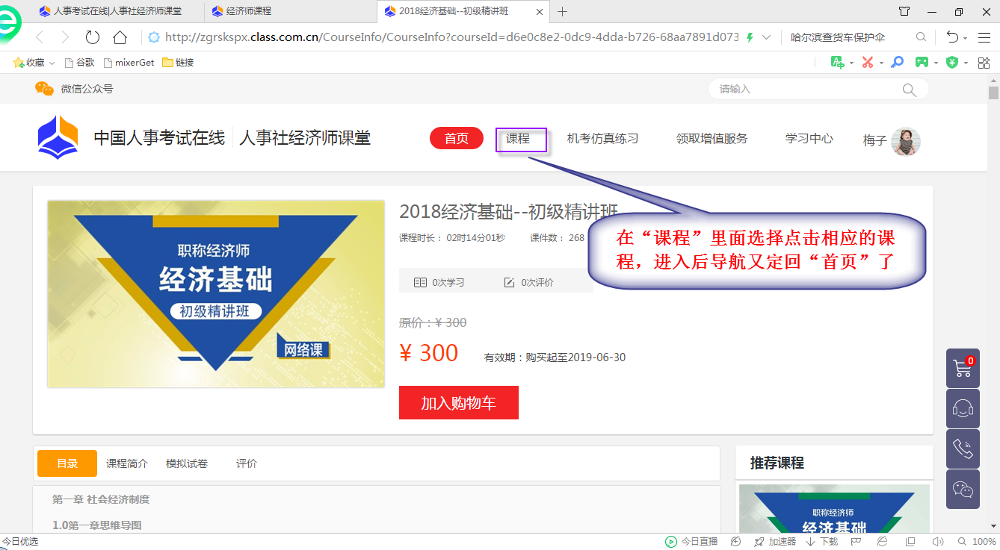 人事考试在线|人事社经济师课堂
经济师课程
2018经济基础--初级精讲班
http://zgrskspx.class.com.cn/CourseInfo/CourseInfo?courseId=d6e0c8e2-0dc9-4dda-b726-68aa7891d073
哈尔滨查货车保护伞
收藏
谷歌
mixerGet
链接
微信公众号
请输入
中国人事考试在线
人事社经济师课堂
首页
课程
机考仿真练习
领取增值服务
学习中心
梅子
2018经济基础--初级精讲班
课程时长： 02时14分01秒
课件数： 268
在“课程”里面选择点击相应的课
程，进入后导航又定回“首页”了
职称经济师
经济基础
初级精讲班
网络课
0次学习
0次评价
原价：¥ 300
¥ 300
有效期：购买起至2019-06-30
加入购物车
0
目录
课程简介
模拟试卷
评价
推荐课程
第一章 社会经济制度
1.0第一章思维导图
职称经济师
经济基础
今日优选
今日直播
加速器
下载
100%